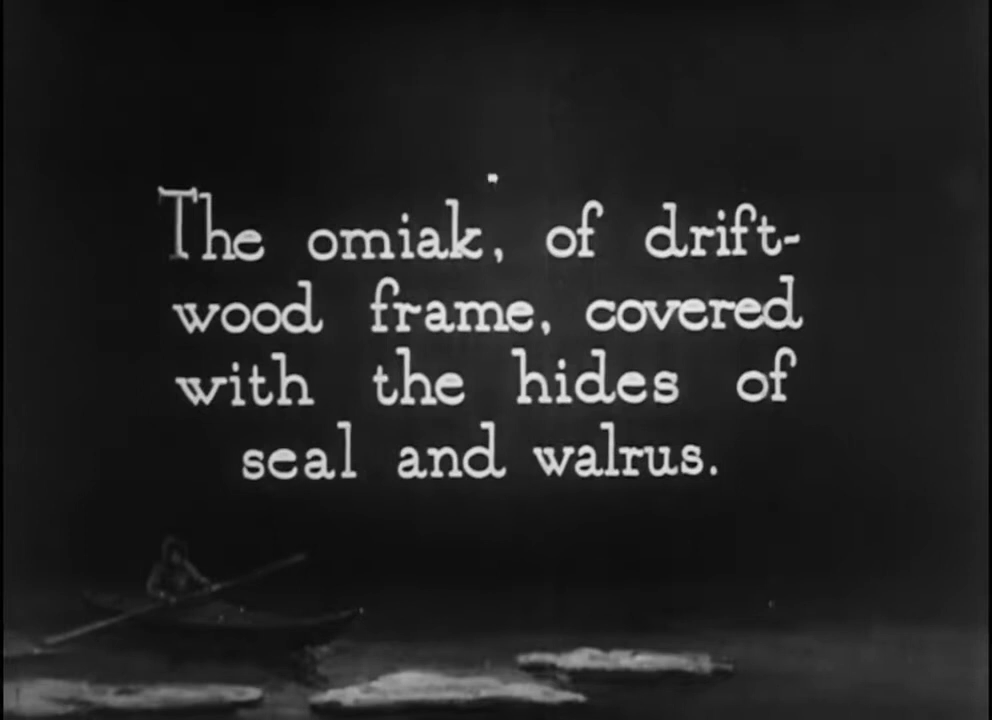 The omiak, of drift-
wood frame, covered
with the hides of
seal and walrus.